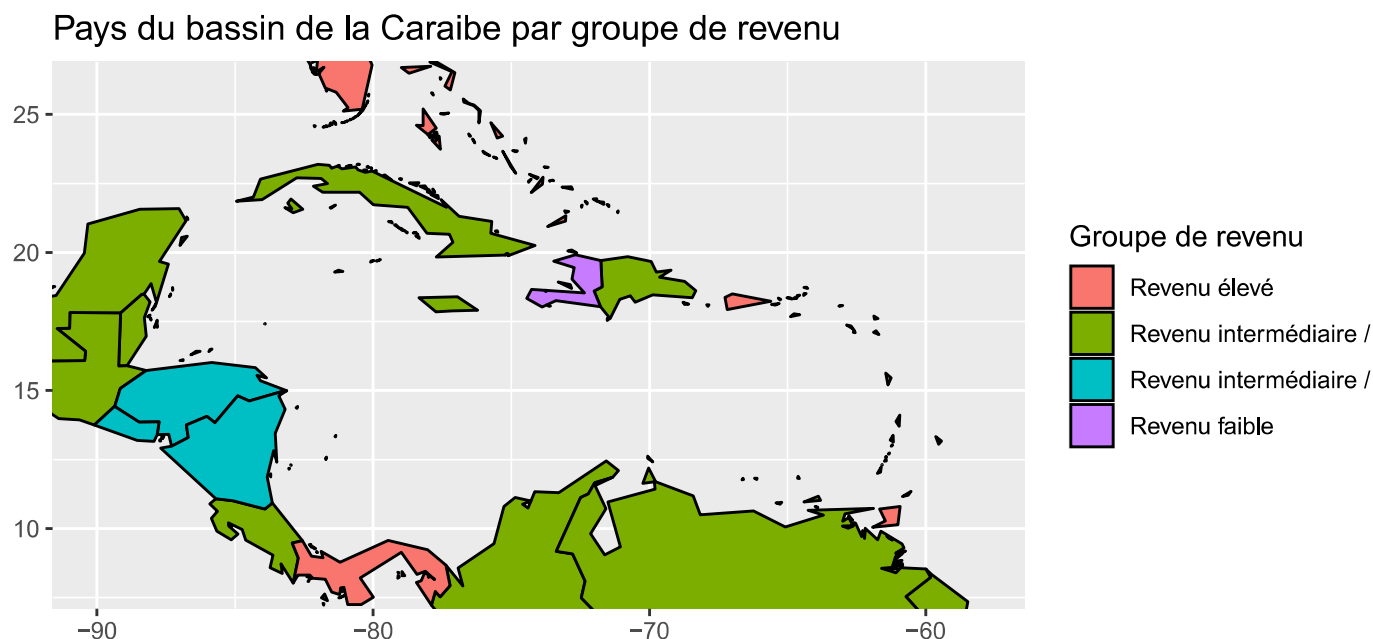 Pays du bassin de la Caraibe par groupe de revenu
25
20
15
10
−90
−80
−70
−60
Groupe de revenu
Revenu élevé
Revenu intermédiaire /
Revenu intermédiaire /
Revenu faible